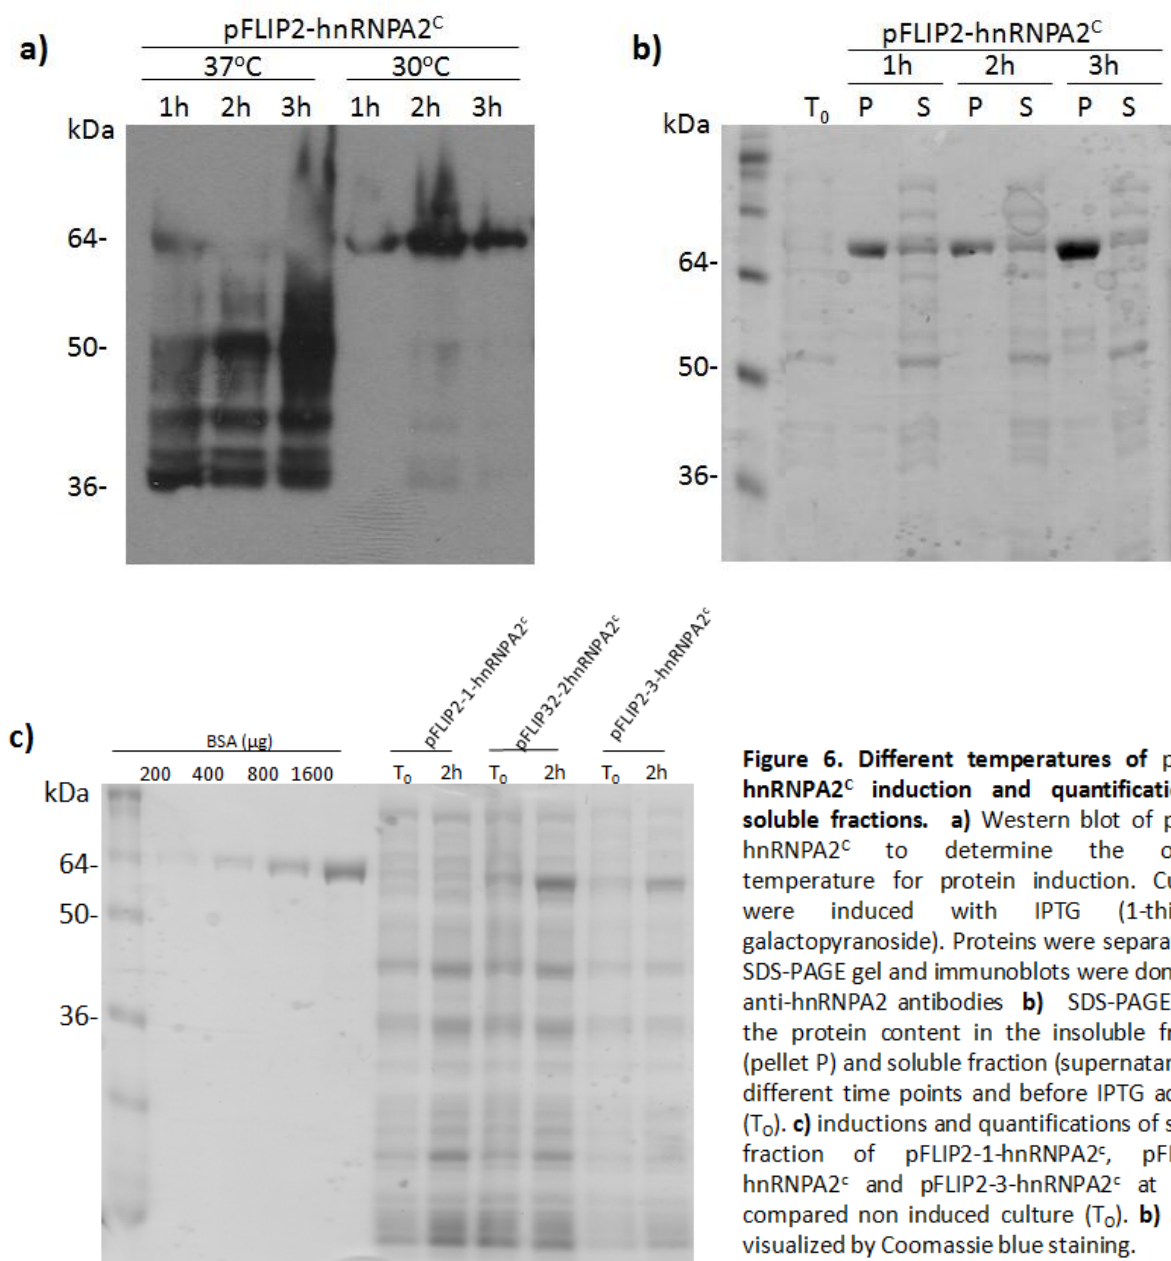 a)
pFLIP2-hnRNPA2ᶜ
37°C 30°C
1h 2h 3h 1h 2h 3h
kDa
64-
50-
36-
b)
pFLIP2-hnRNPA2ᶜ
1h 2h 3h
T₀ P S P S P S
kDa
64-
50-
36-
c)
pFLIP2-1-hnRNPA2ᶜ
pFLIP32-2hnRNPA2ᶜ
pFLIP2-3-hnRNPA2ᶜ
BSA (µg)
200 400 800 1600
T₀ 2h T₀ 2h T₀ 2h
kDa
64-
50-
36-
Figure 6. Different temperatures of p
hnRNPA2ᶜ induction and quantificatio
soluble fractions. a) Western blot of p
hnRNPA2ᶜ to determine the o
temperature for protein induction. Cu
were induced with IPTG (1-thi
galactopyranoside). Proteins were separa
SDS-PAGE gel and immunoblots were don
anti-hnRNPA2 antibodies b) SDS-PAGE
the protein content in the insoluble fr
(pellet P) and soluble fraction (supernatar
different time points and before IPTG ac
(T₀). c) inductions and quantifications of s
fraction of pFLIP2-1-hnRNPA2ᶜ, pFl
hnRNPA2ᶜ and pFLIP2-3-hnRNPA2ᶜ at
compared non induced culture (T₀). b)
visualized by Coomassie blue staining.